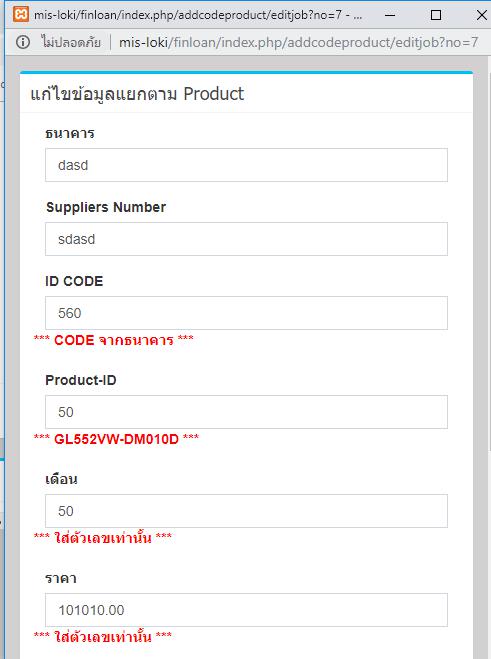 mis-loki/finloan/index.php/addcodeproduct/editjob?no=7 - ...
ไม่ปลอดภัย | mis-loki/finloan/index.php/addcodeproduct/editjob?no=7
แก้ไขข้อมูลแยกตาม Product
ธนาคาร
dasd
Suppliers Number
sdasd
ID CODE
560
*** CODE จากธนาคาร ***
Product-ID
50
*** GL552VW-DM010D ***
เดือน
50
*** ใส่ตัวเลขเท่านั้น ***
ราคา
101010.00
*** ใส่ตัวเลขเท่านั้น ***